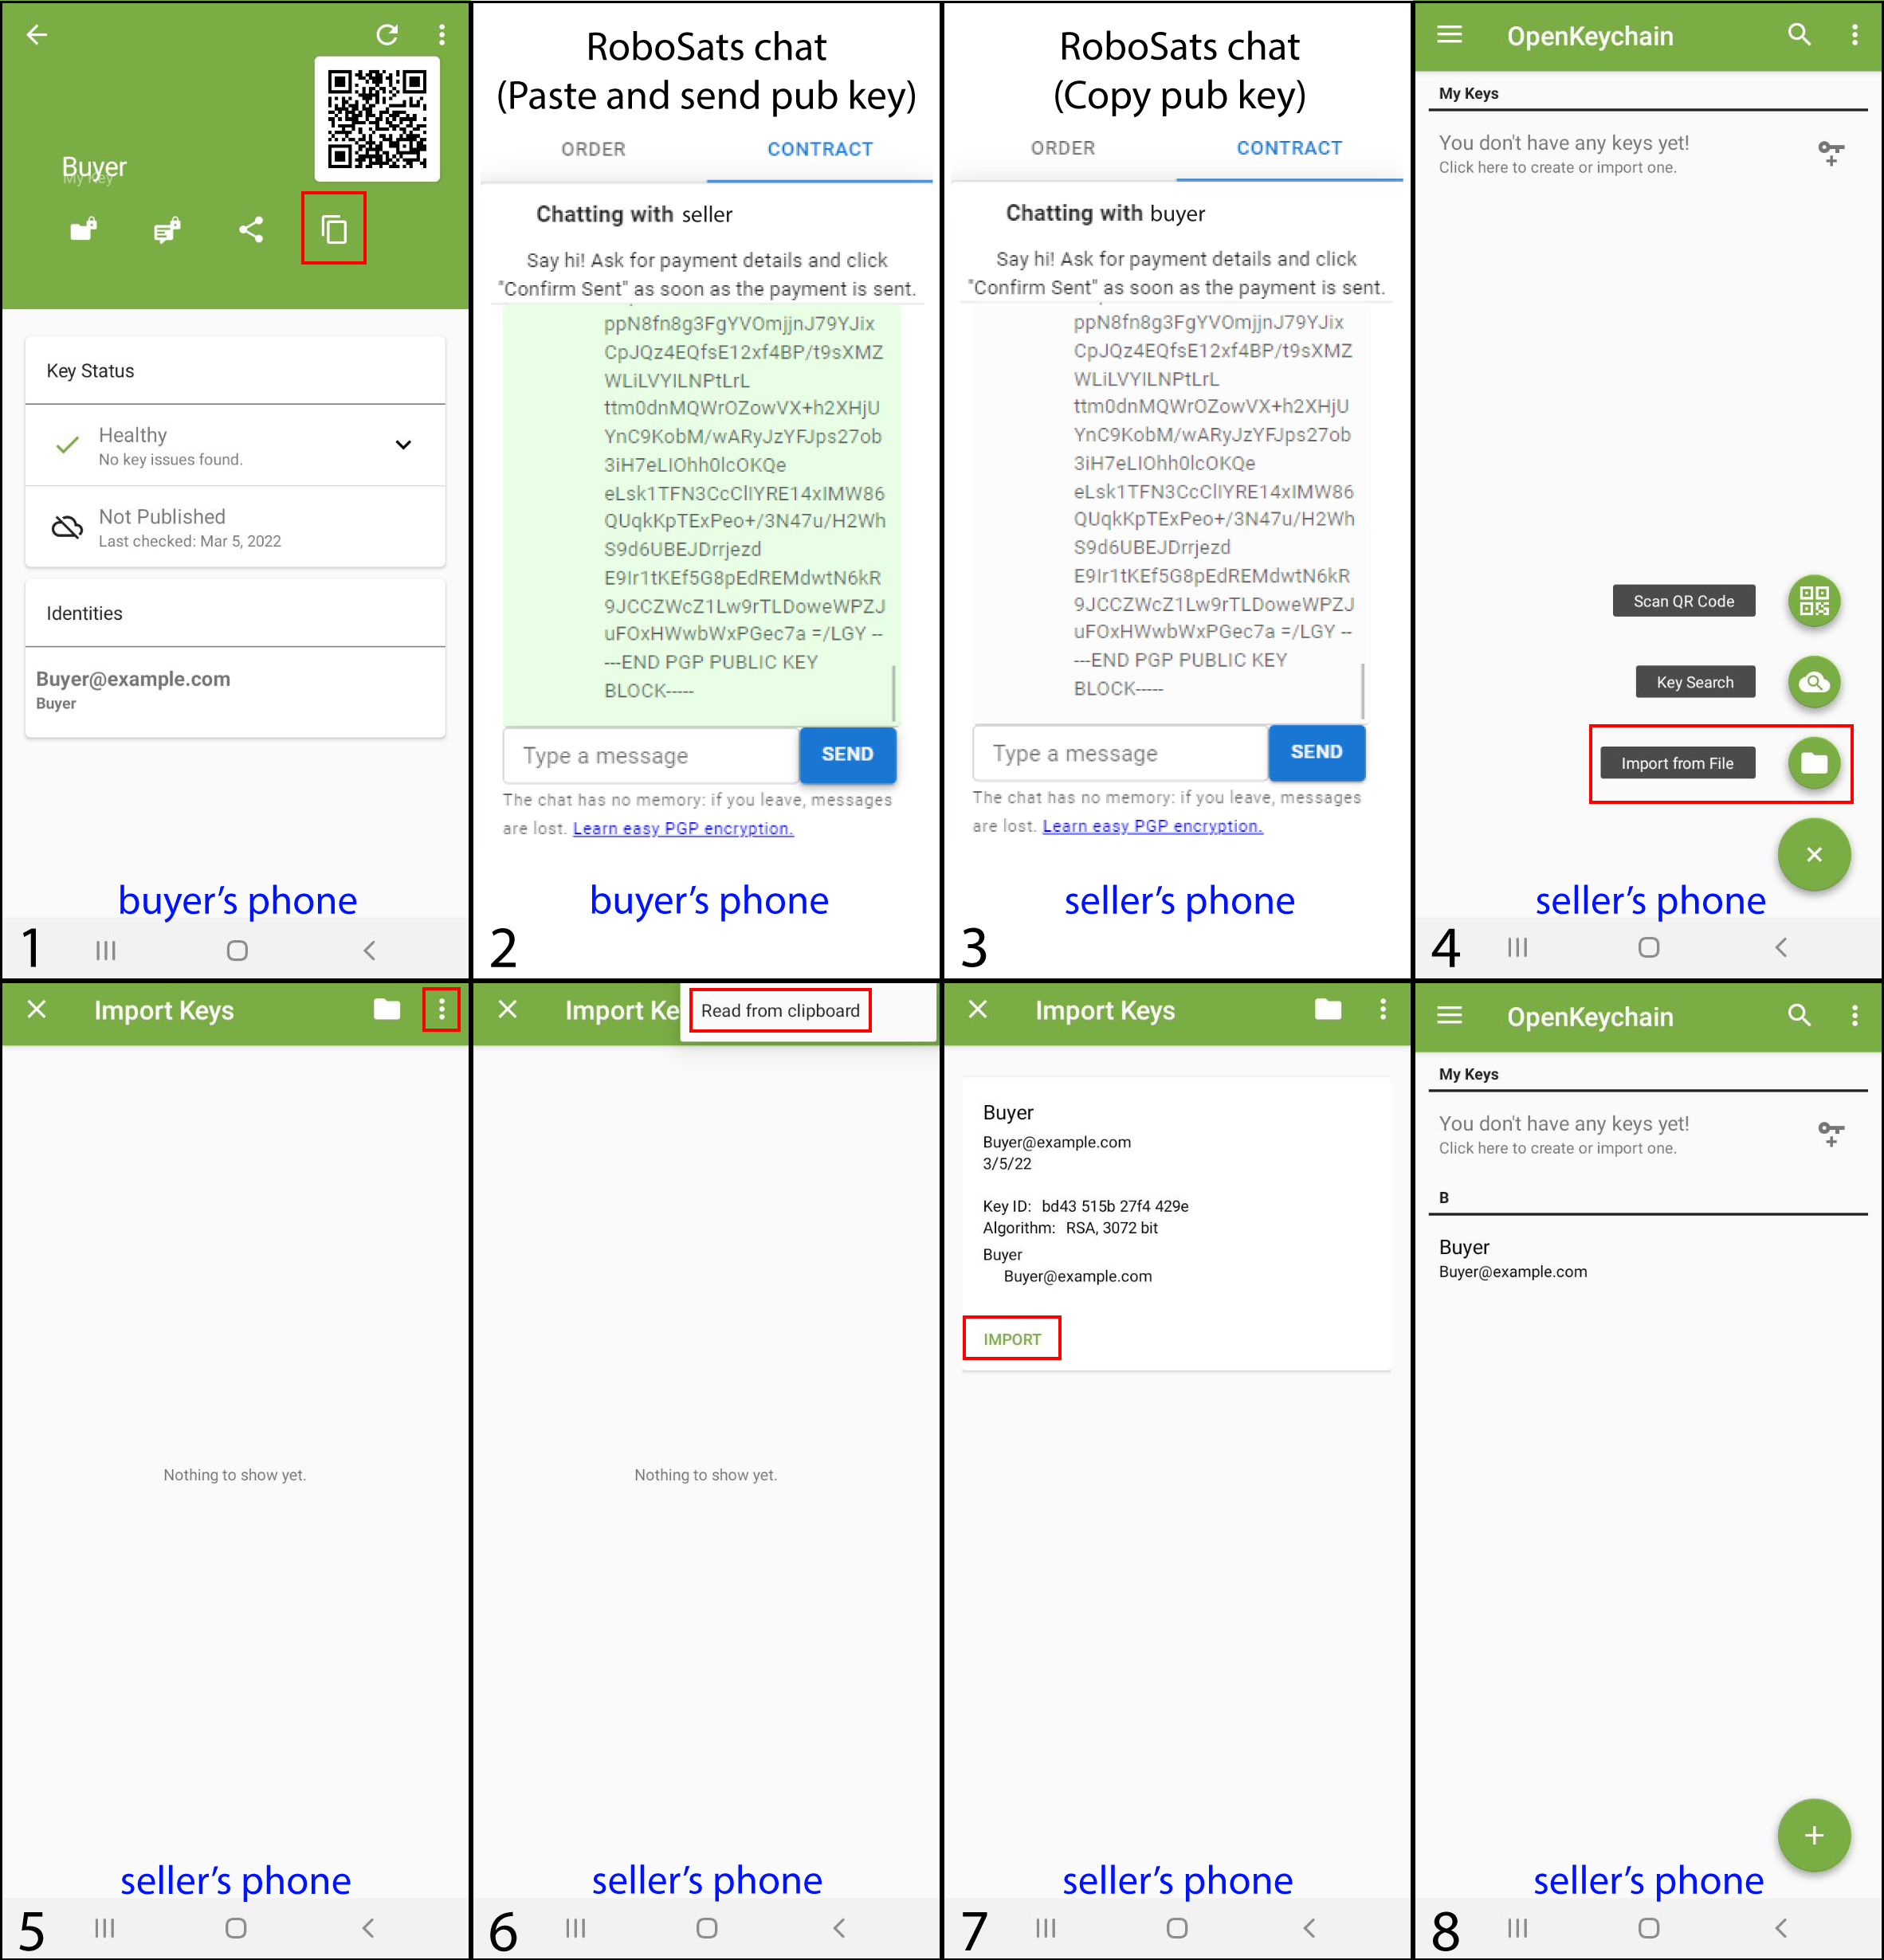 Buyer
My Key
Key Status
Healthy
No key issues found.
Not Published
Last checked: Mar 5, 2022
Identities
Buyer@example.com
Buyer
buyer's phone
1
RoboSats chat
(Paste and send pub key)
ORDER CONTRACT
Chatting with seller
Say hi! Ask for payment details and click
"Confirm Sent" as soon as the payment is sent.
ppN8fn8g3FgYVOmjjnJ79YJix
CpJQz4EQfsE12xf4BP/t9sXMZ
WLiLVYILNPtLrL
ttm0dnMQWrOZowVX+h2XHjU
YnC9KobM/wARyJzYFJps27ob
3iH7eLIOhh0lcOKQe
eLsk1TFN3CcClIYRE14xIMW86
QUqkKpTExPeo+/3N47u/H2Wh
S9d6UBEJDrrjezd
E9Ir1tKEf5G8pEdREMdwtN6kR
9JCCZWcZ1Lw9rTLDoweWPZJ
uFOxHWwbWxPGec7a =/LGY --
---END PGP PUBLIC KEY
BLOCK-----
Type a message
SEND
The chat has no memory: if you leave, messages
are lost. Learn easy PGP encryption.
buyer's phone
2
RoboSats chat
(Copy pub key)
ORDER CONTRACT
Chatting with buyer
Say hi! Ask for payment details and click
"Confirm Sent" as soon as the payment is sent.
ppN8fn8g3FgYVOmjjnJ79YJix
CpJQz4EQfsE12xf4BP/t9sXMZ
WLiLVYILNPtLrL
ttm0dnMQWrOZowVX+h2XHjU
YnC9KobM/wARyJzYFJps27ob
3iH7eLIOhh0lcOKQe
eLsk1TFN3CcClIYRE14xIMW86
QUqkKpTExPeo+/3N47u/H2Wh
S9d6UBEJDrrjezd
E9Ir1tKEf5G8pEdREMdwtN6kR
9JCCZWcZ1Lw9rTLDoweWPZJ
uFOxHWwbWxPGec7a =/LGY --
---END PGP PUBLIC KEY
BLOCK-----
Type a message
SEND
The chat has no memory: if you leave, messages
are lost. Learn easy PGP encryption.
seller's phone
3
OpenKeychain
My Keys
You don't have any keys yet!
Click here to create or import one.
Scan QR Code
Key Search
Import from File
seller's phone
4
Import Keys
Nothing to show yet.
seller's phone
5
Import Ke
Read from clipboard
Nothing to show yet.
seller's phone
6
Import Keys
Buyer
Buyer@example.com
3/5/22
Key ID: bd43 515b 27f4 429e
Algorithm: RSA, 3072 bit
Buyer
Buyer@example.com
IMPORT
seller's phone
7
OpenKeychain
My Keys
You don't have any keys yet!
Click here to create or import one.
B
Buyer
Buyer@example.com
seller's phone
8